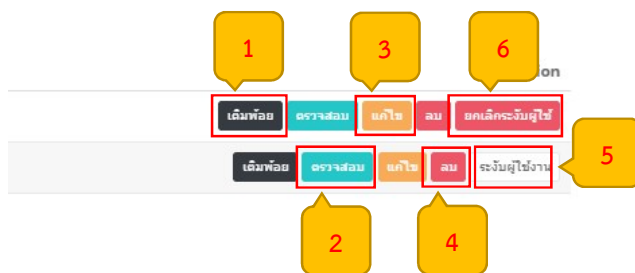 1 3 6
ion
เติมพ้อย ตรวจสอบ แก้ไข ลบ ยกเลิกระงับผู้ใช้
เติมพ้อย ตรวจสอบ แก้ไข ลบ ระงับผู้ใช้งาน 5
2 4